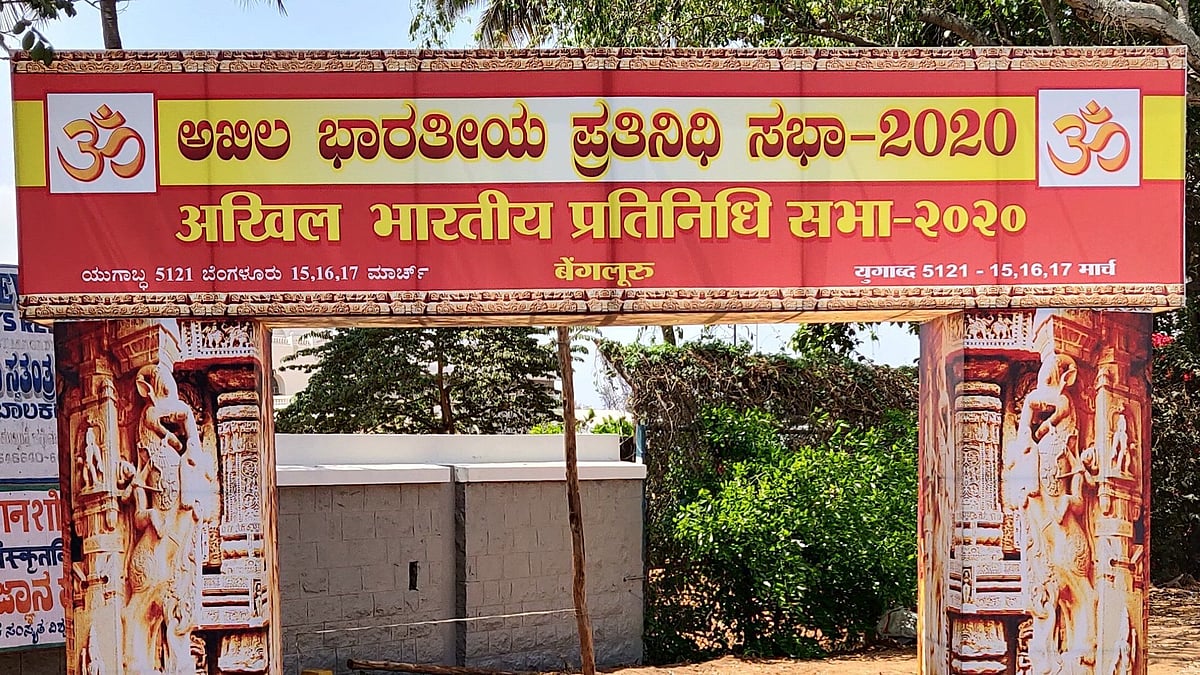 ಅಖಿಲ ಭಾರತೀಯ ಪ್ರತಿನಿಧಿ ಸಭಾ-2020
अखिल भारतीय प्रतिनिधि सभा-२०२०
ಯುಗಾಬ್ಧ 5121 ಬೆಂಗಳೂರು 15,16,17 ಮಾರ್ಚ್
बेंगलूरु
युगाब्द 5121 - 15,16,17 मार्च